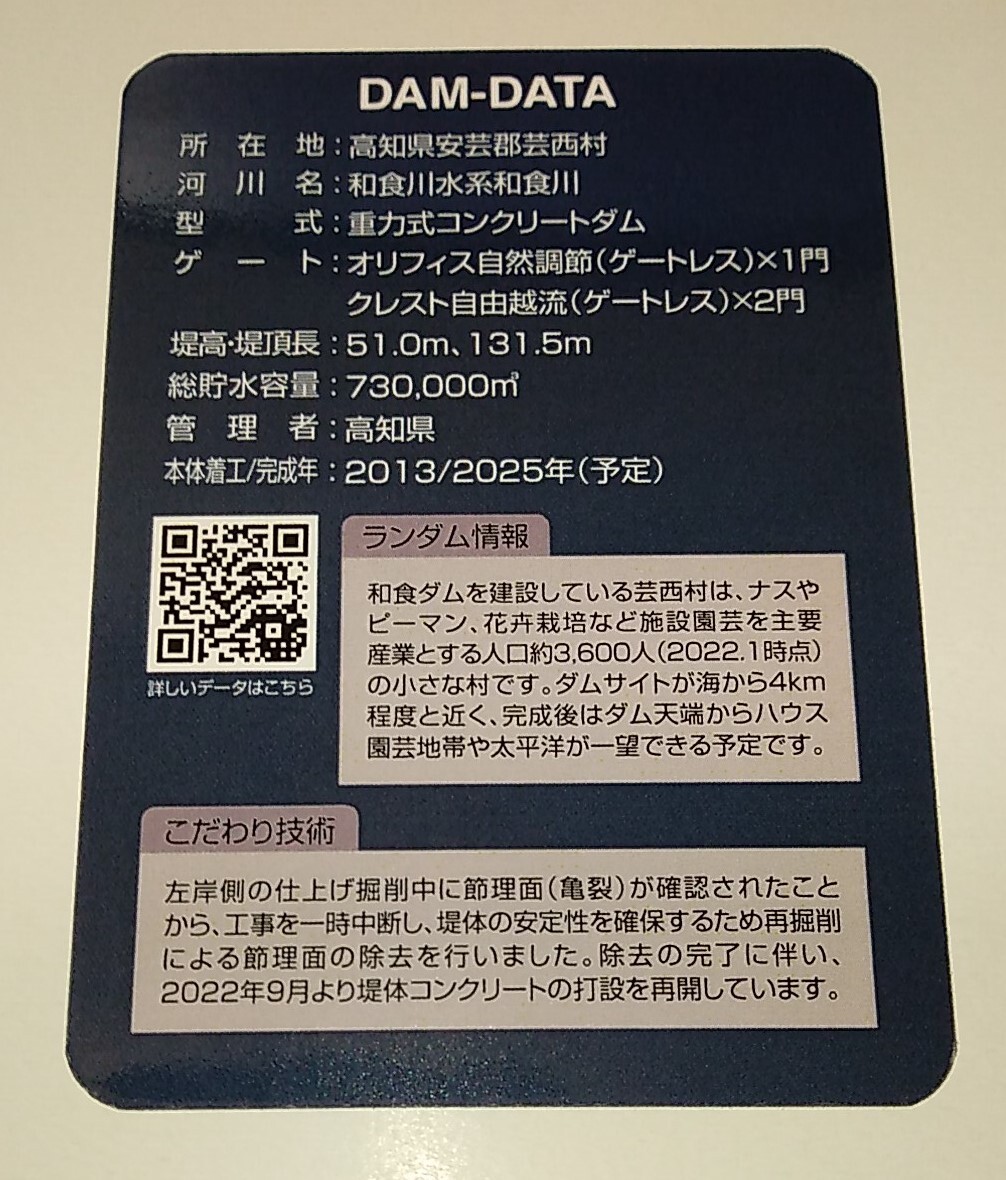 DAM-DATA
所在地：高知県安芸郡芸西村
河川名：和食川水系和食川
型式：重力式コンクリートダム
ゲート：オリフィス自然調節(ゲートレス)×1門
クレスト自由越流(ゲートレス)×2門
堤高・堤頂長：51.0m、131.5m
総貯水容量：730,000㎥
管理者：高知県
本体着工/完成年：2013/2025年(予定)
詳しいデータはこちら
ランダム情報
和食ダムを建設している芸西村は、ナスや
ピーマン、花卉栽培など施設園芸を主要
産業とする人口約3,600人(2022.1時点)
の小さな村です。ダムサイトが海から4km
程度と近く、完成後はダム天端からハウス
園芸地帯や太平洋が一望できる予定です。
こだわり技術
左岸側の仕上げ掘削中に節理面(亀裂)が確認されたこと
から、工事を一時中断し、堤体の安定性を確保するため再掘削
による節理面の除去を行いました。除去の完了に伴い、
2022年9月より堤体コンクリートの打設を再開しています。